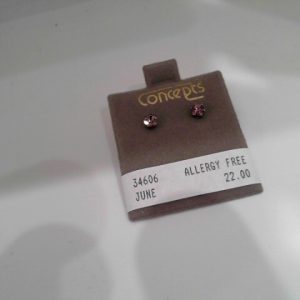 Concepts
34606 ALLERGY FREE
JUNE 22.00